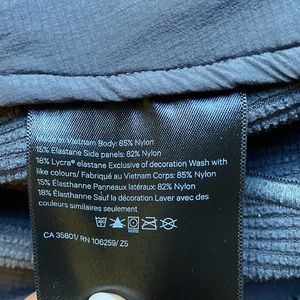 Made in Vietnam Body: 85% Nylon
15% Elastane Side panels: 82% Nylon
18% Lycra® elastane Exclusive of decoration Wash with
like colours/ Fabriqué au Vietnam Corps: 85% Nylon
15% Élasthanne Panneaux latéraux: 82% Nylon
18% Élasthanne Sauf la décoration Laver avec des
couleurs similaires seulement
CA 35801/ RN 106259/ Z5